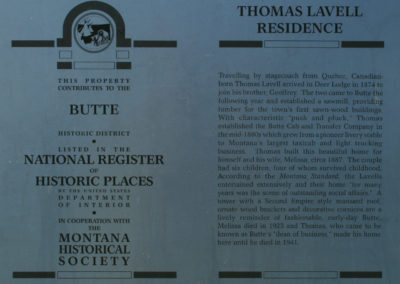 THIS PROPERTY
CONTRIBUTES TO THE
BUTTE
HISTORIC DISTRICT
LISTED IN THE
NATIONAL REGISTER
OF
HISTORIC PLACES
BY THE UNITED STATES
DEPARTMENT
OF INTERIOR
IN COOPERATION WITH
THE
MONTANA
HISTORICAL
SOCIETY
THOMAS LAVELL
RESIDENCE
Travelling by stagecoach from Quebec, Canadian-
born Thomas Lavell arrived in Deer Lodge in 1874 to
join his brother, Geoffrey. The two came to Butte the
following year and established a sawmill, providing
timber for the town's first sawn-wood buildings.
With characteristic "push and pluck," Thomas
established the Butte Cab and Transfer Company in
the mid-1880s which grew from a pioneer livery stable
to Montana's largest taxicab and light trucking
business. Thomas built this beautiful home for
himself and his wife, Melissa, circa 1887. The couple
had six children, four of whom survived childhood.
According to the Montana Standard, the Lavells
entertained extensively and their home "for many
years was the scene of outstanding social affairs." A
tower with a Second Empire style mansard roof,
ornate wood brackets and decorative cornices are a
lively reminder of fashionable, early-day Butte.
Melissa died in 1923 and Thomas, who came to be
known as Butte's "dean of business," made his home
here until he died in 1941.